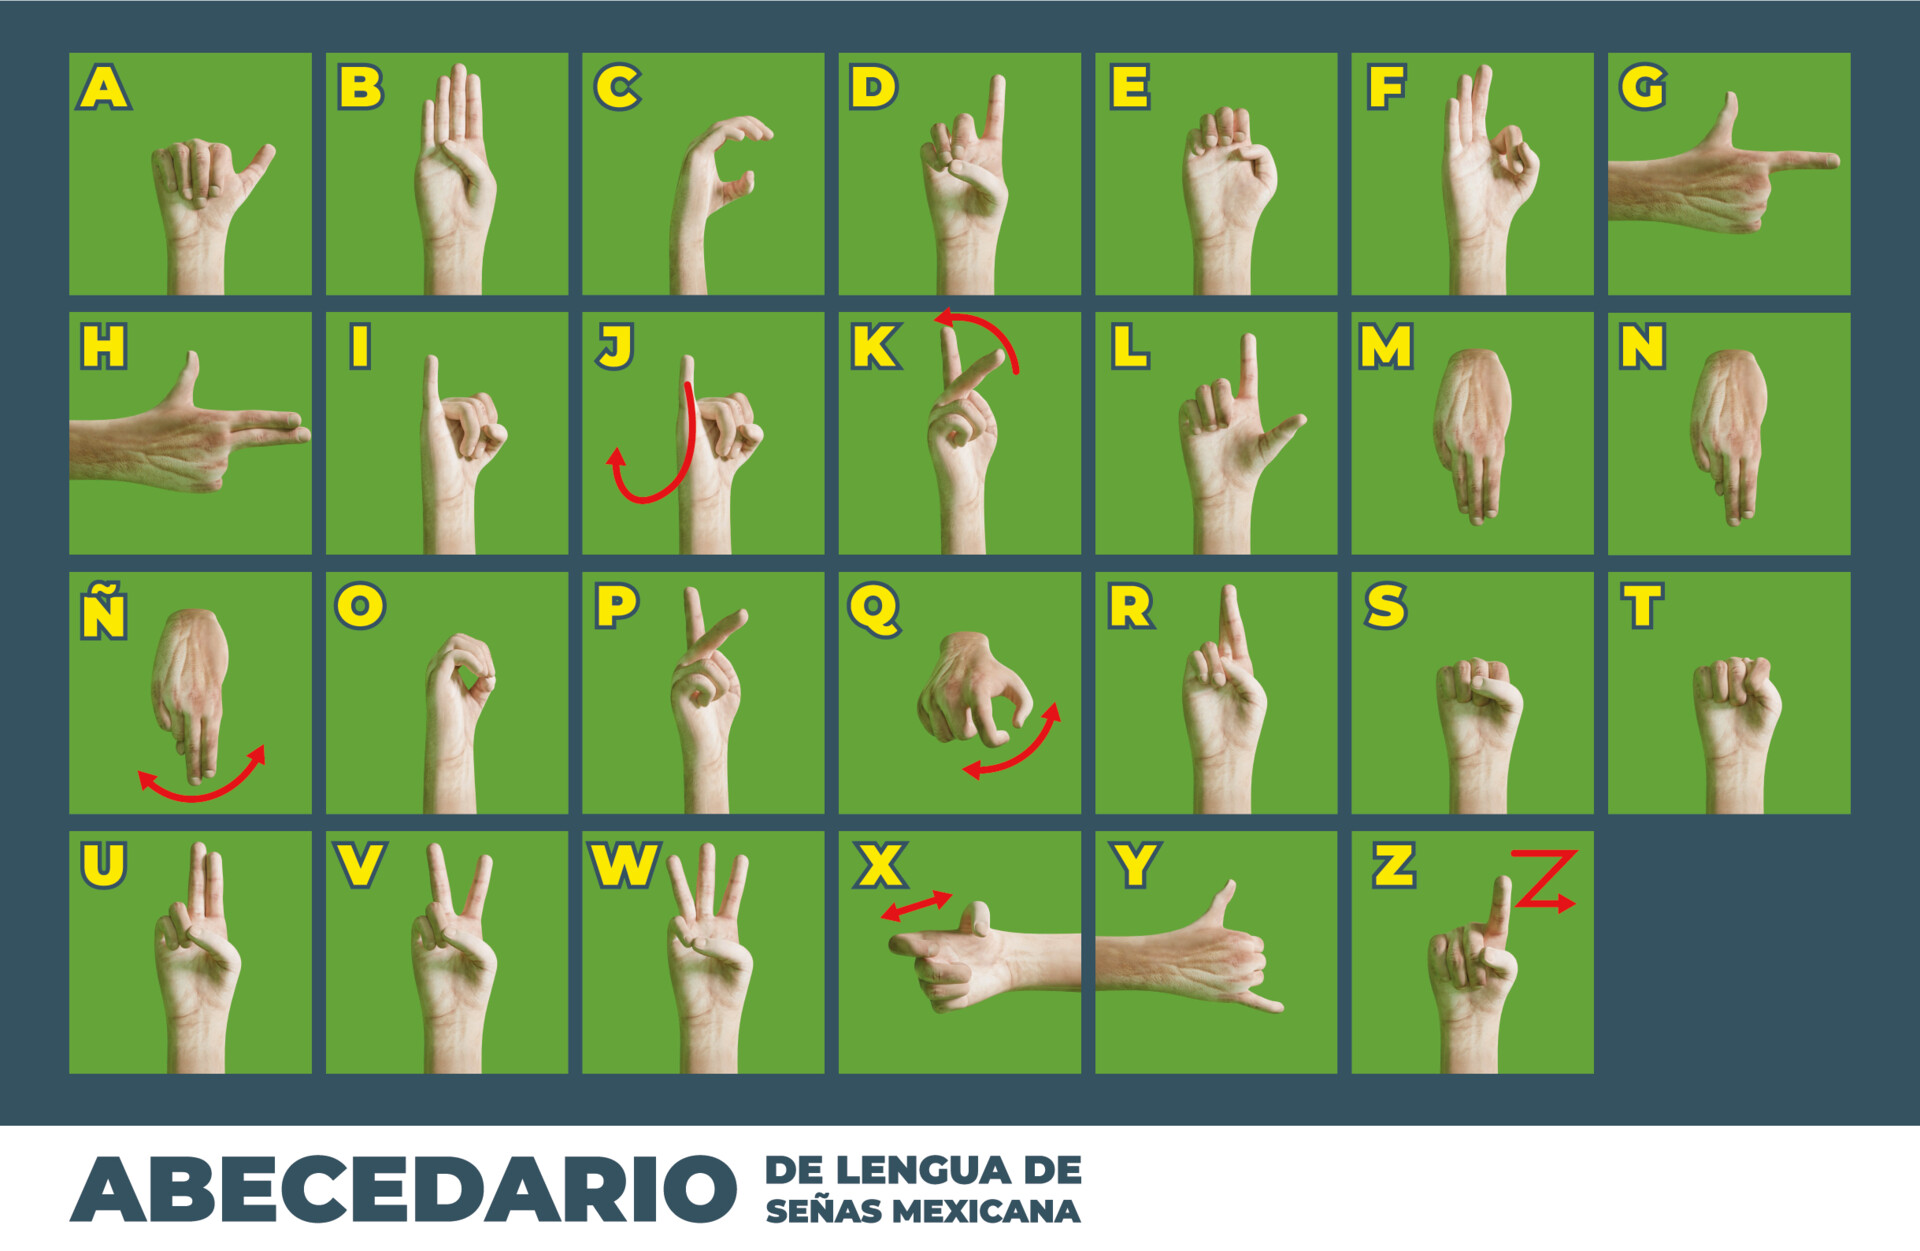 A B C D E F G
H I J K L M N
Ñ O P Q R S T
U V W X Y Z
ABECEDARIO
DE LENGUA DE
SEÑAS MEXICANA